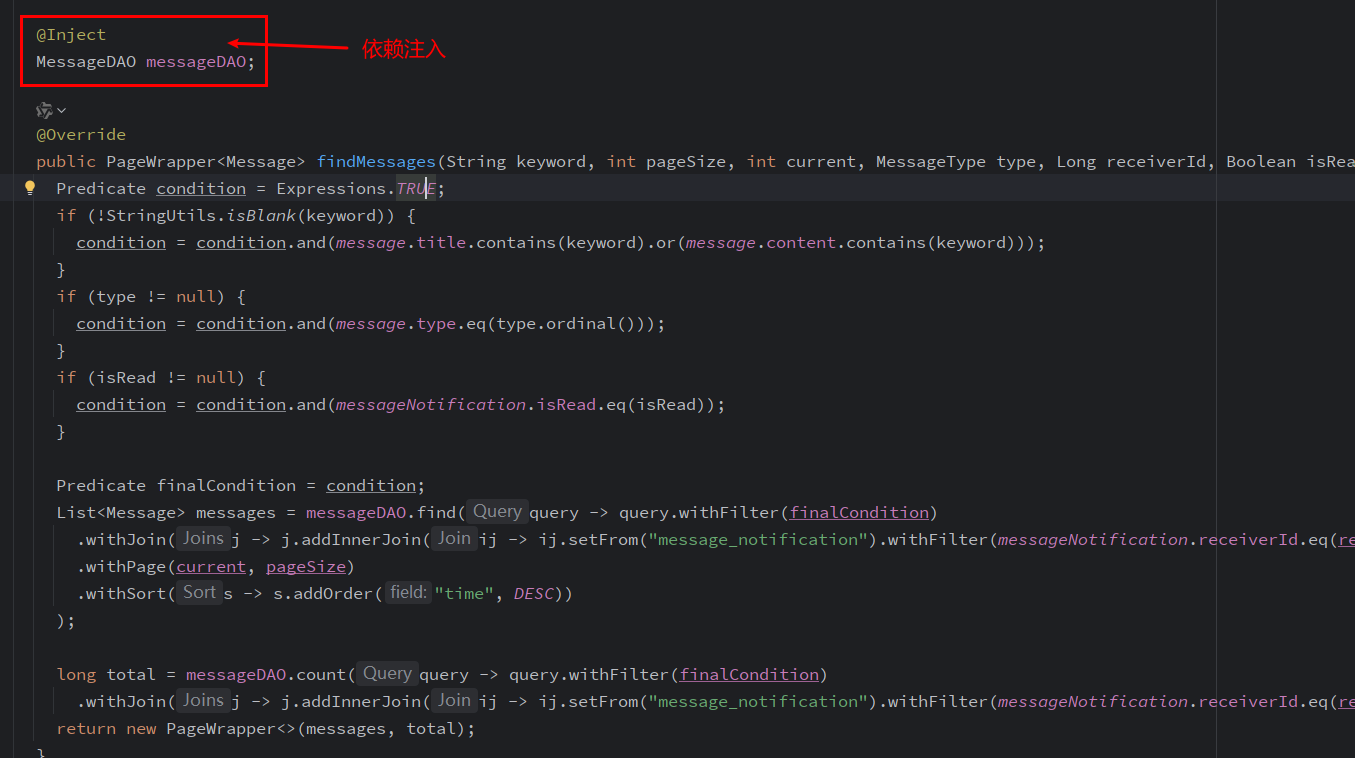 @Inject
MessageDAO messageDAO;
依赖注入
@Override
public PageWrapper<Message> findMessages(String keyword, int pageSize, int current, MessageType type, Long receiverId, Boolean isRea
Predicate condition = Expressions.TRUE;
if (!StringUtils.isBlank(keyword)) {
condition = condition.and(message.title.contains(keyword).or(message.content.contains(keyword)));
}
if (type != null) {
condition = condition.and(message.type.eq(type.ordinal()));
}
if (isRead != null) {
condition = condition.and(messageNotification.isRead.eq(isRead));
}
Predicate finalCondition = condition;
List<Message> messages = messageDAO.find( Query query -> query.withFilter(finalCondition)
.withJoin( Joins j -> j.addInnerJoin( Join ij -> ij.setFrom("message_notification").withFilter(messageNotification.receiverId.eq(re
.withPage(current, pageSize)
.withSort( Sort s -> s.addOrder( field: "time", DESC))
);
long total = messageDAO.count( Query query -> query.withFilter(finalCondition)
.withJoin( Joins j -> j.addInnerJoin( Join ij -> ij.setFrom("message_notification").withFilter(messageNotification.receiverId.eq(re
return new PageWrapper<>(messages, total);
}